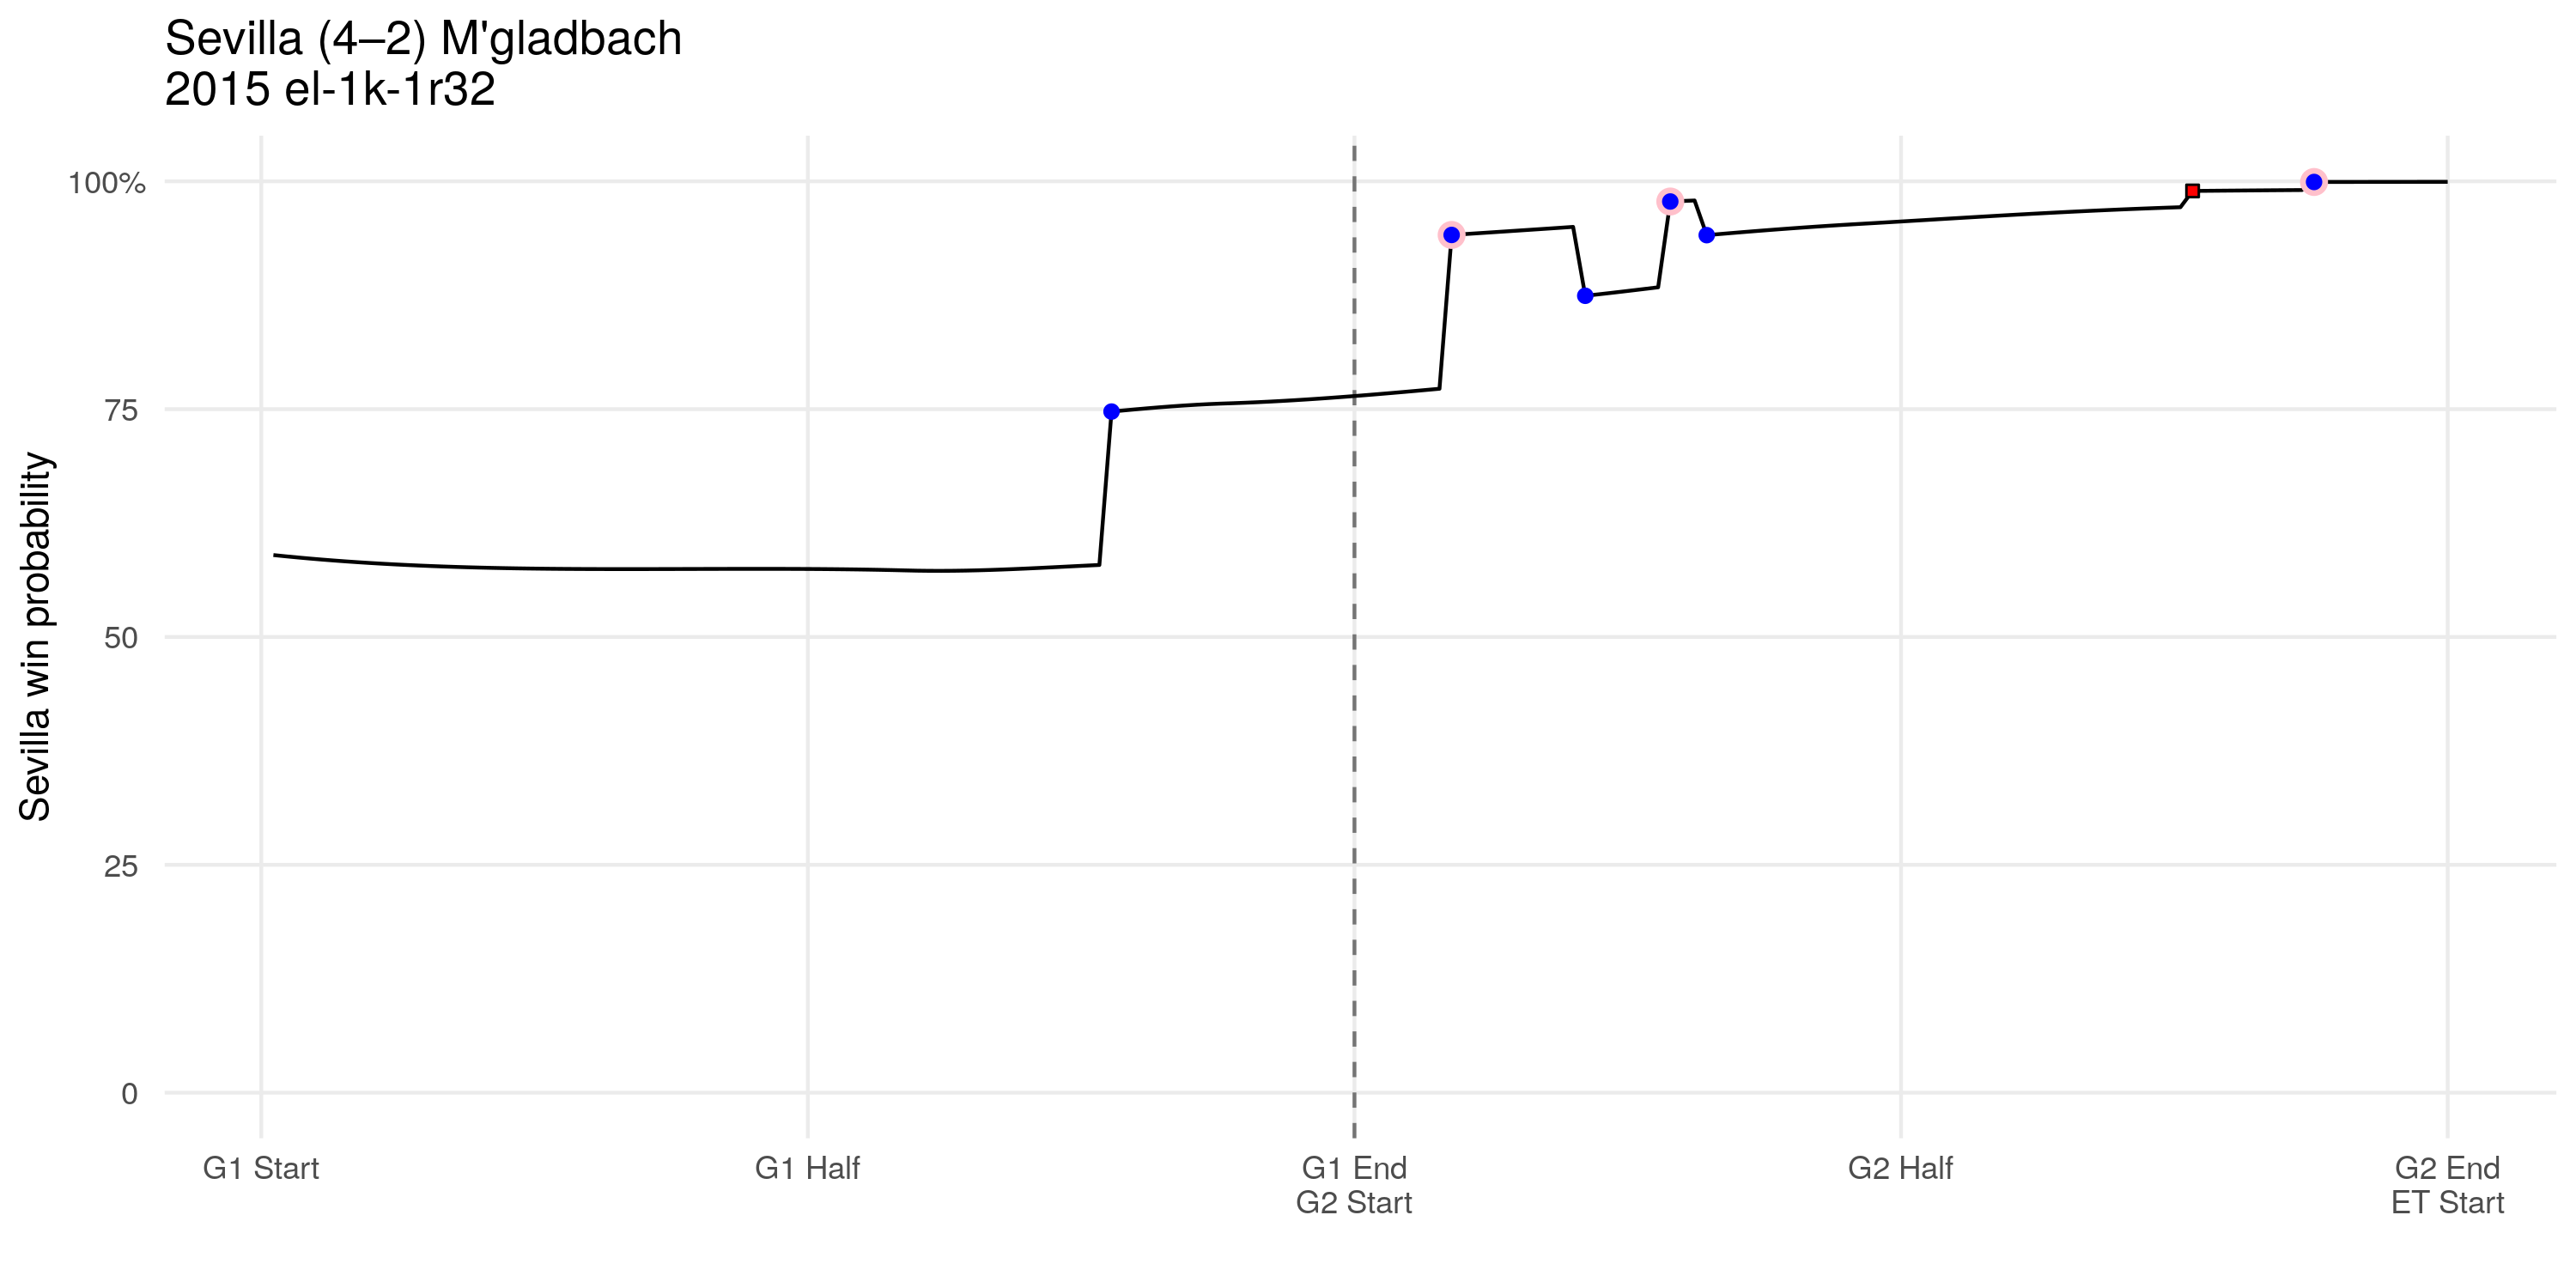 Sevilla (4–2) M'gladbach
2015 el-1k-1r32
Sevilla win probability
100%
75
50
25
0
G1 Start
G1 Half
G1 End
G2 Start
G2 Half
G2 End
ET Start